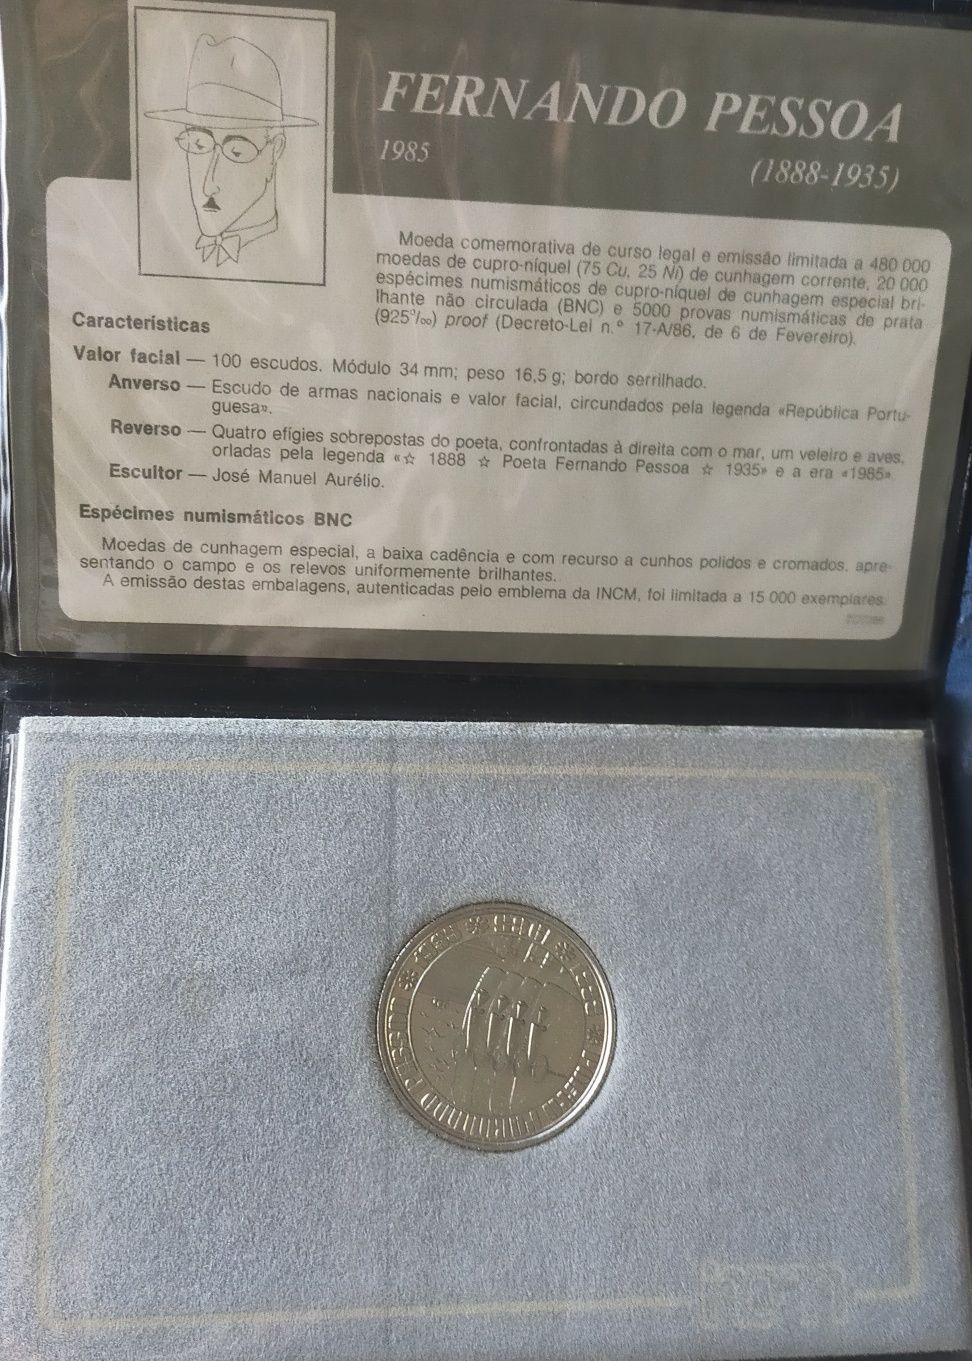 FERNANDO PESSOA
1985
(1888-1935)
Moeda comemorativa de curso legal e emissão limitada a 480 000
moedas de cupro-níquel (75 Cu, 25 Ni) de cunhagem corrente, 20 000
espécimes numismáticos de cupro-níquel de cunhagem especial bri-
lhante não circulada (BNC) e 5000 provas numismáticas de prata
(925‰) proof (Decreto-Lei n.º 17-A/86, de 6 de Fevereiro).
Características
Valor facial — 100 escudos. Módulo 34 mm; peso 16,5 g; bordo serrilhado.
Anverso — Escudo de armas nacionais e valor facial, circundados pela legenda «República Portu-
guesa».
Reverso — Quatro efígies sobrepostas do poeta, confrontadas à direita com o mar, um veleiro e aves,
orladas pela legenda «☆ 1888 ☆ Poeta Fernando Pessoa ☆ 1935» e a era «1985».
Escultor — José Manuel Aurélio.
Espécimes numismáticos BNC
Moedas de cunhagem especial, a baixa cadência e com recurso a cunhos polidos e cromados, apre-
sentando o campo e os relevos uniformemente brilhantes.
A emissão destas embalagens, autenticadas pelo emblema da INCM, foi limitada a 15 000 exemplares.
POETA FERNANDO PESSOA ☆ 1935 ☆ 1985 ☆ 1888 ☆